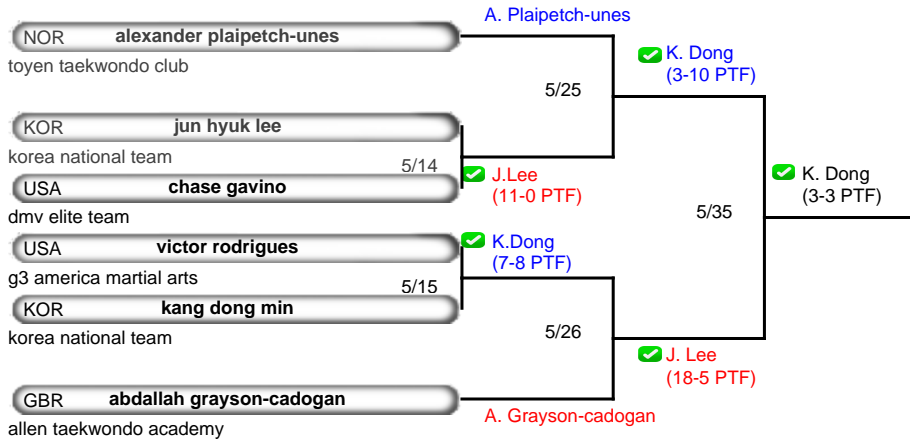 A. Plaipetch-unes
NOR alexander plaipetch-unes
toyen taekwondo club
K. Dong
(3-10 PTF)
5/25
KOR jun hyuk lee
korea national team
5/14
USA chase gavino
dmv elite team
J.Lee
(11-0 PTF)
K. Dong
(3-3 PTF)
5/35
USA victor rodrigues
g3 america martial arts
K.Dong
(7-8 PTF)
5/15
KOR kang dong min
korea national team
5/26
J. Lee
(18-5 PTF)
GBR abdallah grayson-cadogan
allen taekwondo academy
A. Grayson-cadogan